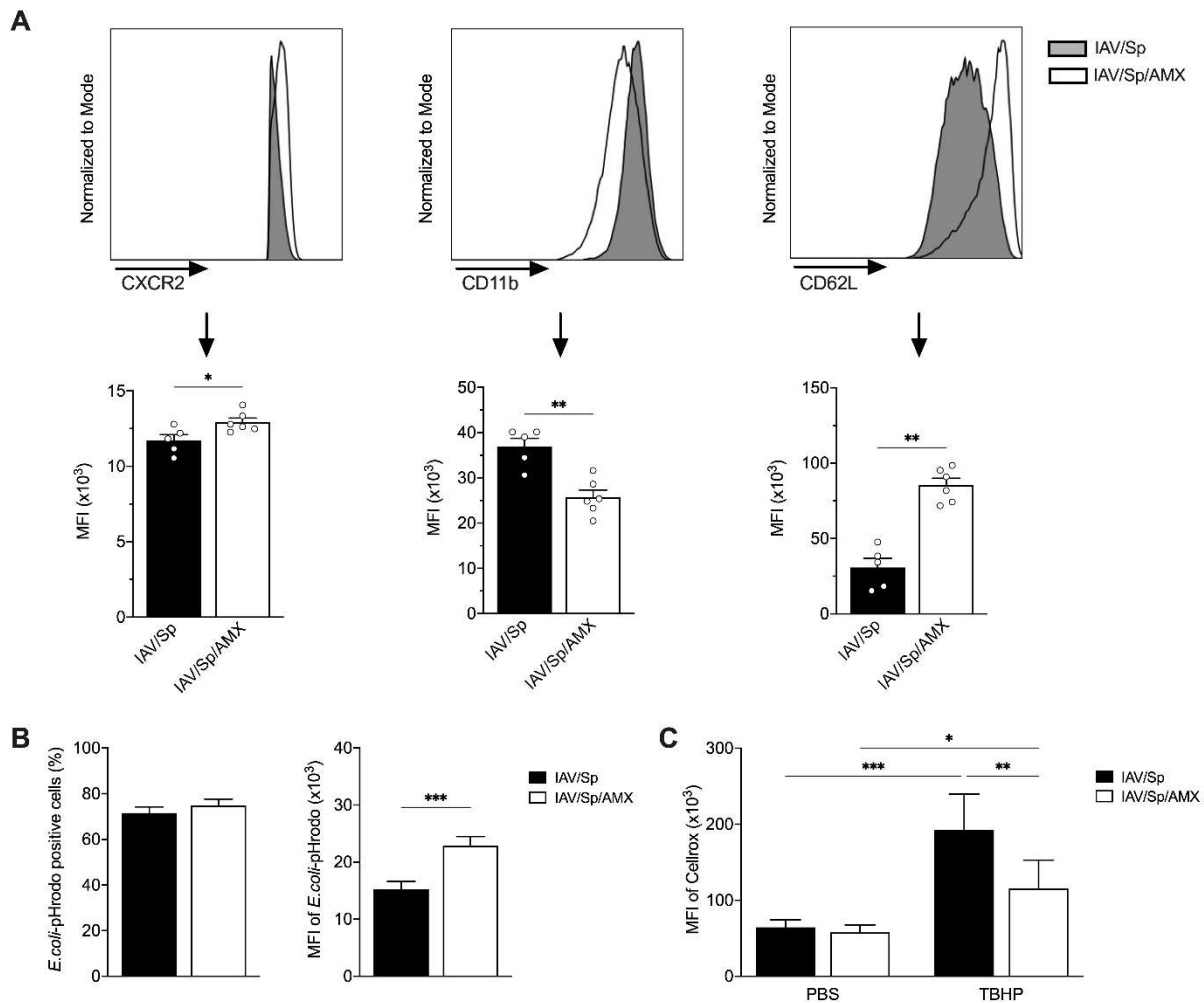 A
Normalized to Mode
CXCR2
Normalized to Mode
CD11b
Normalized to Mode
CD62L
IAV/Sp
IAV/Sp/AMX
MFI (x10³)
15
10
5
0
*
IAV/Sp
IAV/Sp/AMX
MFI (x10³)
50
40
30
20
10
0
**
IAV/Sp
IAV/Sp/AMX
MFI (x10³)
150
100
50
0
**
IAV/Sp
IAV/Sp/AMX
B
E.coli-pHrodo positive cells (%)
100
80
60
40
20
0
MFI of E.coli-pHrodo (x10³)
40
30
20
10
0
***
IAV/Sp
IAV/Sp/AMX
C
MFI of Cellrox (x10³)
300
200
100
0
*
***
**
PBS
TBHP
IAV/Sp
IAV/Sp/AMX